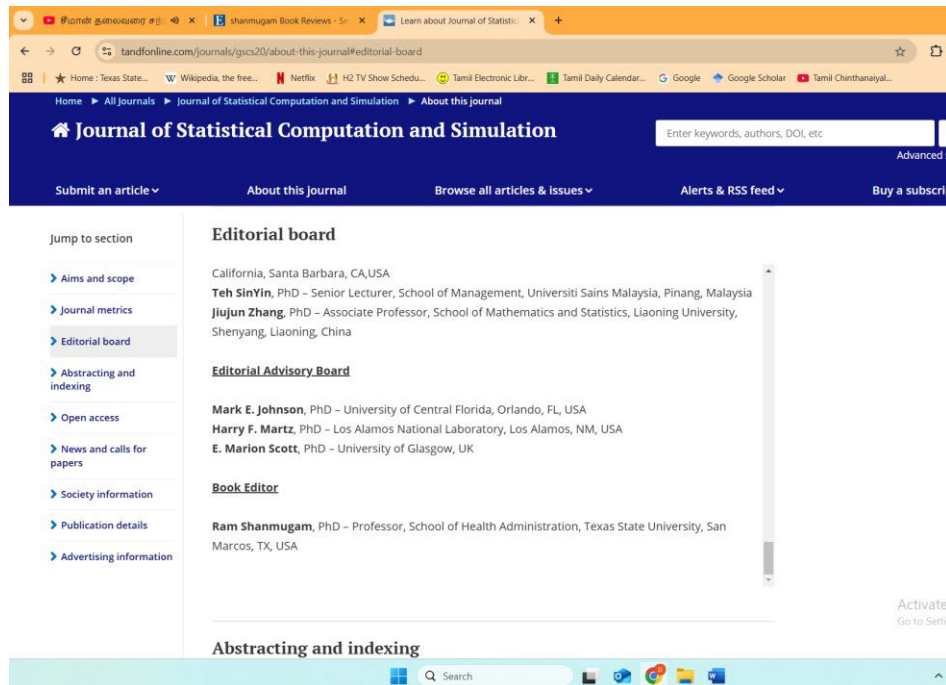 சீமான் தலைவரை சந்
shanmugam Book Reviews - Se
Learn about Journal of Statistic
tandfonline.com/journals/gscs20/about-this-journal#editorial-board
Home : Texas State...
Wikipedia, the free...
Netflix
H2 TV Show Schedu...
Tamil Electronic Libr...
Tamil Daily Calendar...
Google
Google Scholar
Tamil Chinthanaiyal...
Home ▶ All Journals ▶ Journal of Statistical Computation and Simulation ▶ About this journal
Journal of Statistical Computation and Simulation
Enter keywords, authors, DOI, etc
Advanced s
Submit an article
About this journal
Browse all articles & issues
Alerts & RSS feed
Buy a subscri
Jump to section
Aims and scope
Journal metrics
Editorial board
Abstracting and
indexing
Open access
News and calls for
papers
Society information
Publication details
Advertising information
Editorial board
California, Santa Barbara, CA,USA
Teh SinYin, PhD – Senior Lecturer, School of Management, Universiti Sains Malaysia, Pinang, Malaysia
Jiujun Zhang, PhD – Associate Professor, School of Mathematics and Statistics, Liaoning University,
Shenyang, Liaoning, China
Editorial Advisory Board
Mark E. Johnson, PhD – University of Central Florida, Orlando, FL, USA
Harry F. Martz, PhD – Los Alamos National Laboratory, Los Alamos, NM, USA
E. Marion Scott, PhD – University of Glasgow, UK
Book Editor
Ram Shanmugam, PhD – Professor, School of Health Administration, Texas State University, San
Marcos, TX, USA
Abstracting and indexing
Activate
Go to Setti
Search